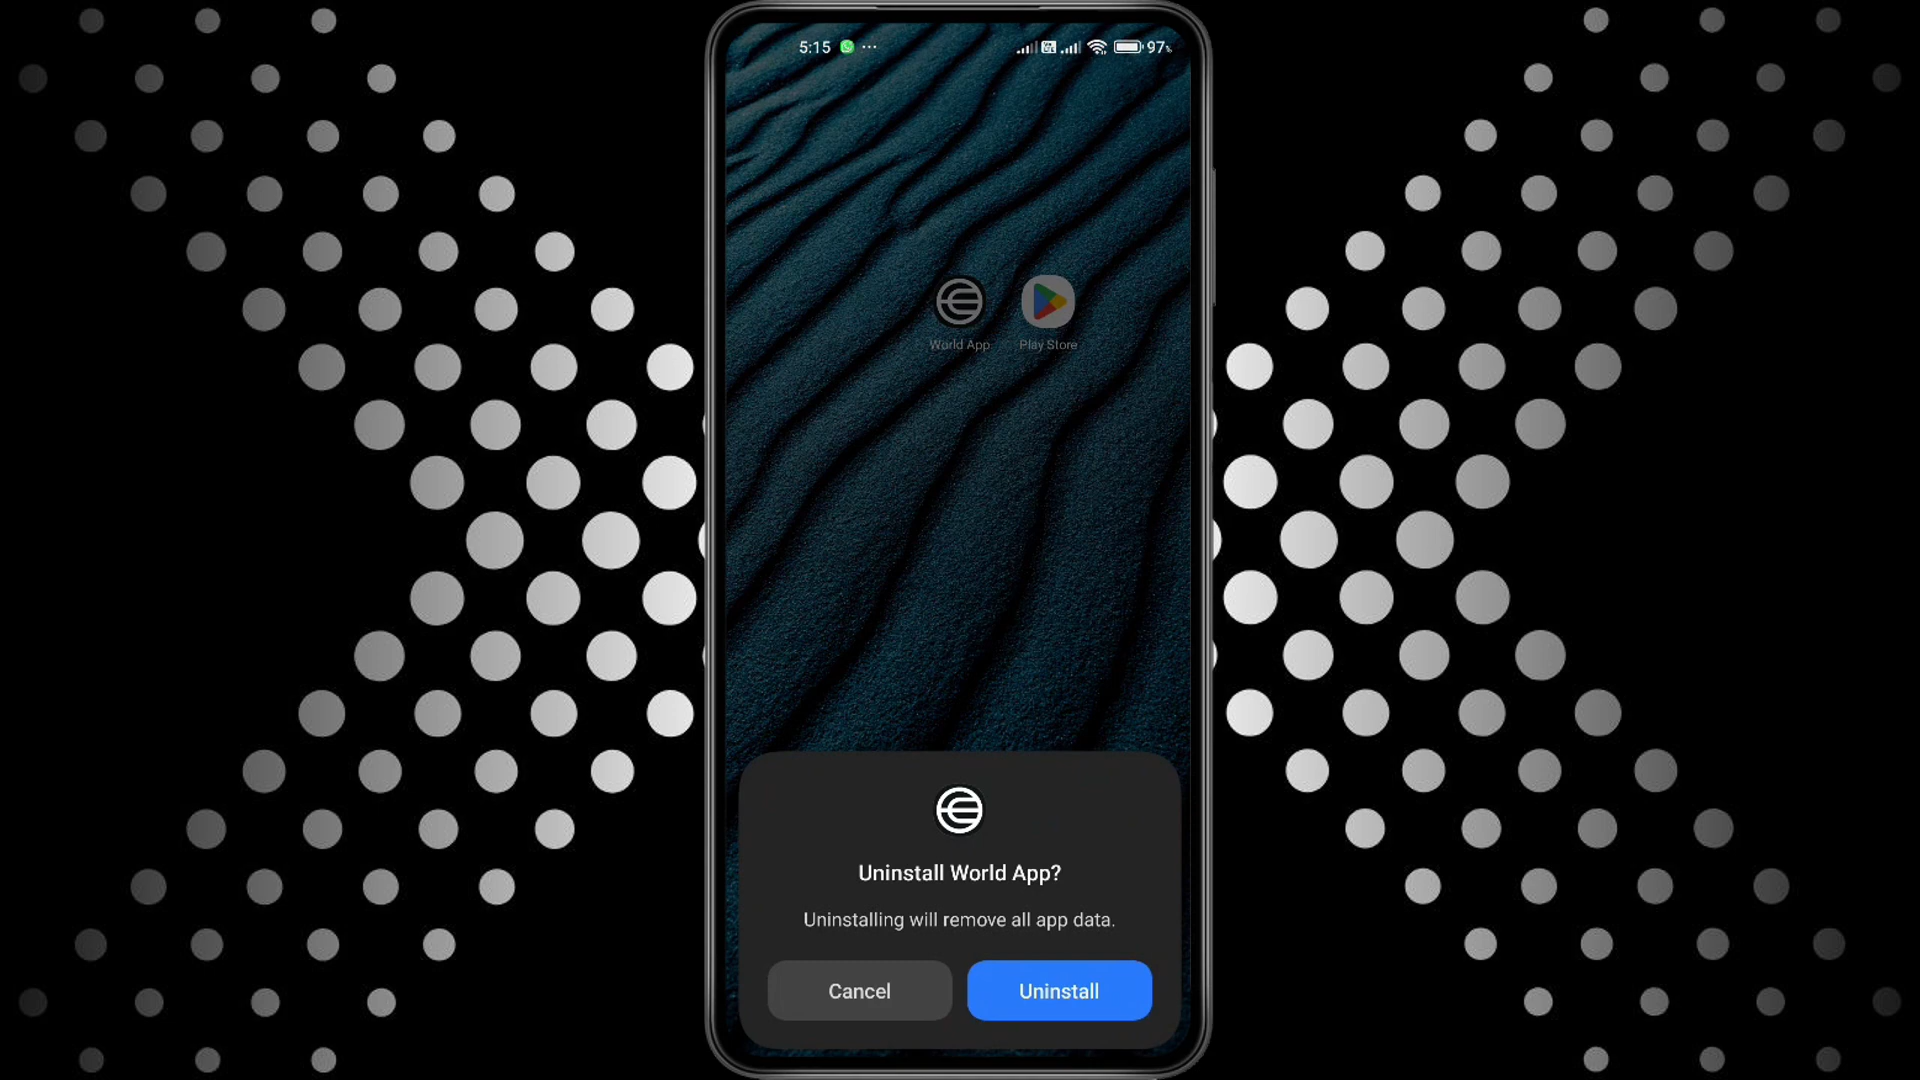 5:15 ... 97%
World App Play Store
Uninstall World App?
Uninstalling will remove all app data.
Cancel Uninstall